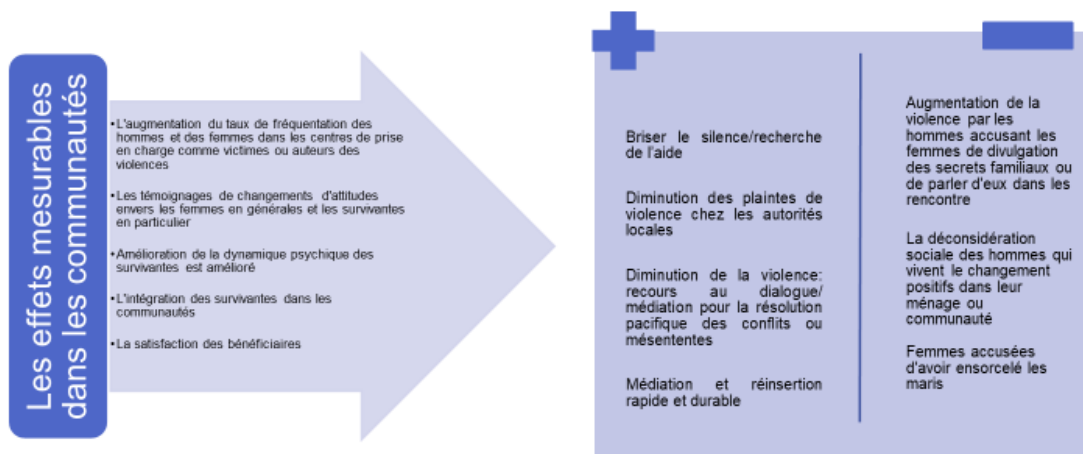 Les effets mesurables
dans les communautés
•L'augmentation du taux de fréquentation des
hommes et des femmes dans les centres de prise
en charge comme victimes ou auteurs des
violences
•Les témoignages de changements d'attitudes
envers les femmes en générales et les survivantes
en particulier
•Amélioration de la dynamique psychique des
survivantes est amélioré
•L'intégration des survivantes dans les
communautés
•La satisfaction des bénéficiaires
Briser le silence/recherche
de l'aide
Diminution des plaintes de
violence chez les autorités
locales
Diminution de la violence:
recours au dialogue/
médiation pour la résolution
pacifique des conflits ou
mésententes
Médiation et réinsertion
rapide et durable
Augmentation de la
violence par les
hommes accusant les
femmes de divulgation
des secrets familiaux ou
de parler d'eux dans les
rencontre
La déconsidération
sociale des hommes qui
vivent le changement
positifs dans leur
ménage ou
communauté
Femmes accusées
d'avoir ensorcelé les
maris